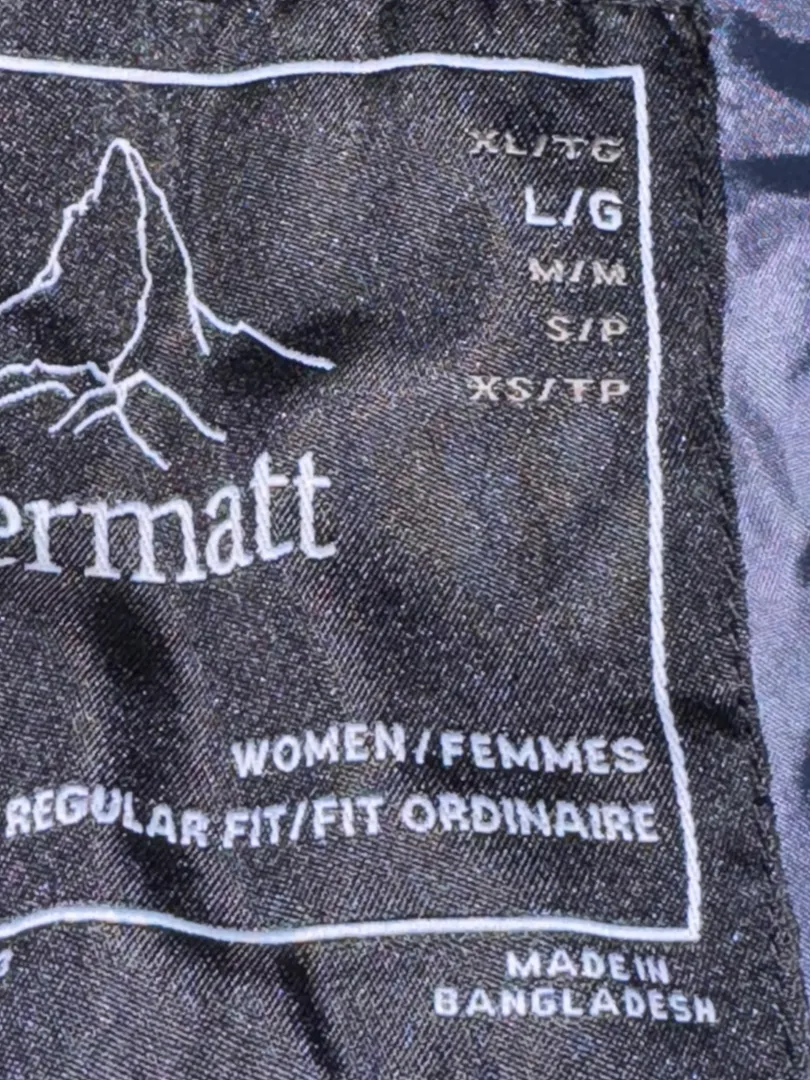 XL/TG
L/G
M/M
S/P
XS/TP
ermatt
WOMEN/FEMMES
REGULAR FIT/FIT ORDINAIRE
MADE IN
BANGLADESH